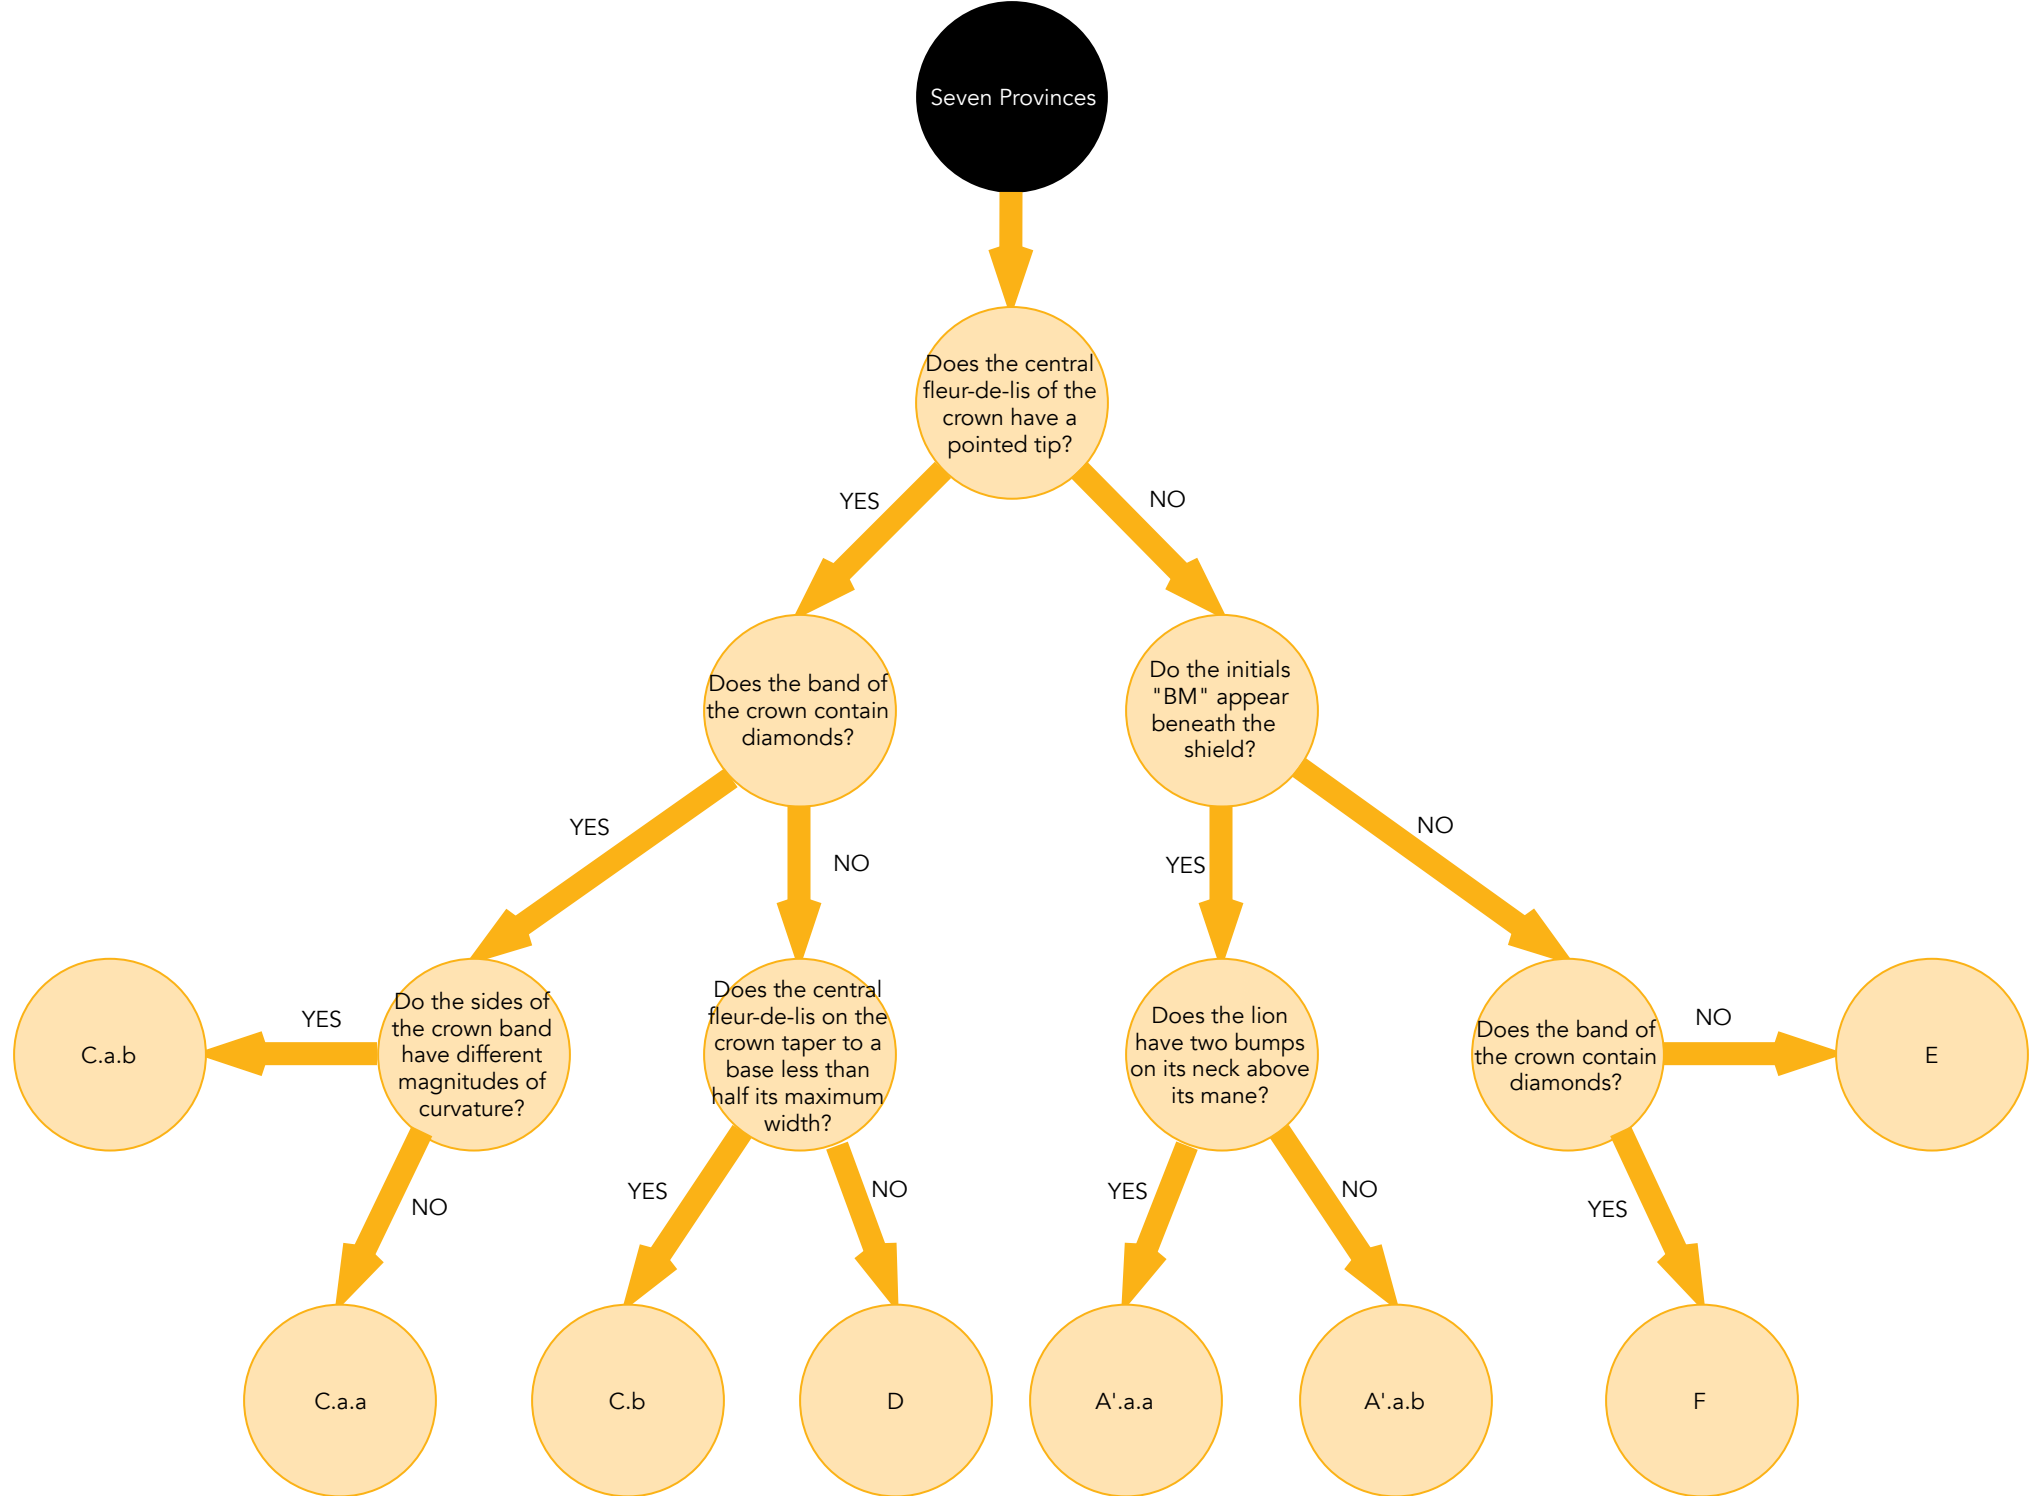 Seven Provinces
Does the central
fleur-de-lis of the
crown have a
pointed tip?
YES
NO
Does the band of
the crown contain
diamonds?
Do the initials
"BM" appear
beneath the
shield?
YES
NO
YES
NO
Do the sides of
the crown band
have different
magnitudes of
curvature?
Does the central
fleur-de-lis on the
crown taper to a
base less than
half its maximum
width?
Does the lion
have two bumps
on its neck above
its mane?
Does the band of
the crown contain
diamonds?
YES
C.a.b
NO
E
NO
YES
NO
YES
NO
YES
C.a.a
C.b
D
A'.a.a
A'.a.b
F